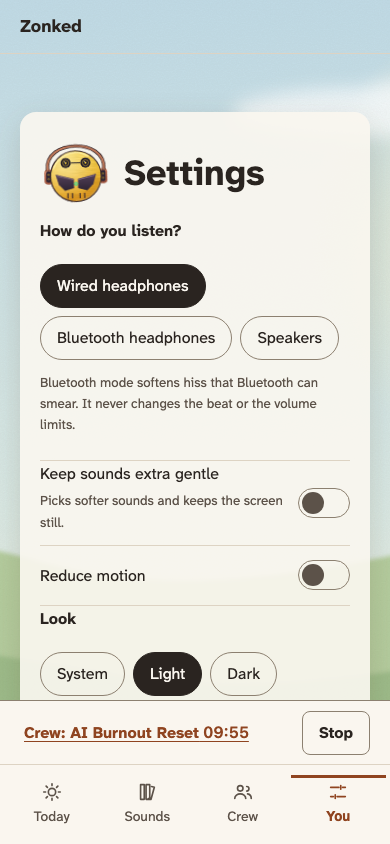 Zonked
Settings
How do you listen?
Wired headphones
Bluetooth headphones
Speakers
Bluetooth mode softens hiss that Bluetooth can
smear. It never changes the beat or the volume
limits.
Keep sounds extra gentle
Picks softer sounds and keeps the screen
still.
Reduce motion
Look
System
Light
Dark
Crew: AI Burnout Reset 09:55
Stop
Today
Sounds
Crew
You